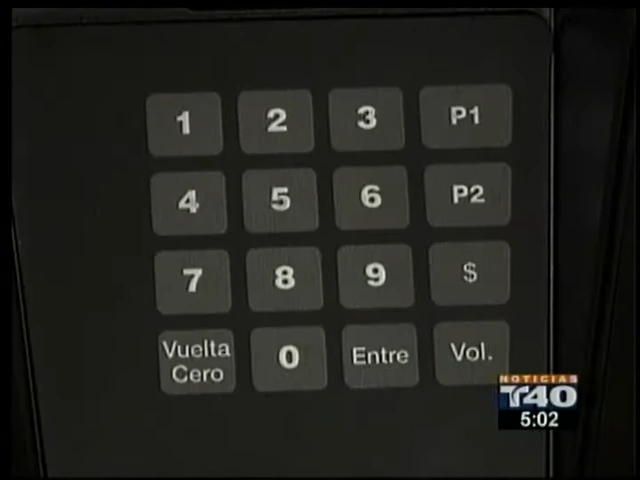 1 2 3 P1
4 5 6 P2
7 8 9 $
Vuelta
Cero
0 Entre Vol.
NOTICIAS
T40
5:02